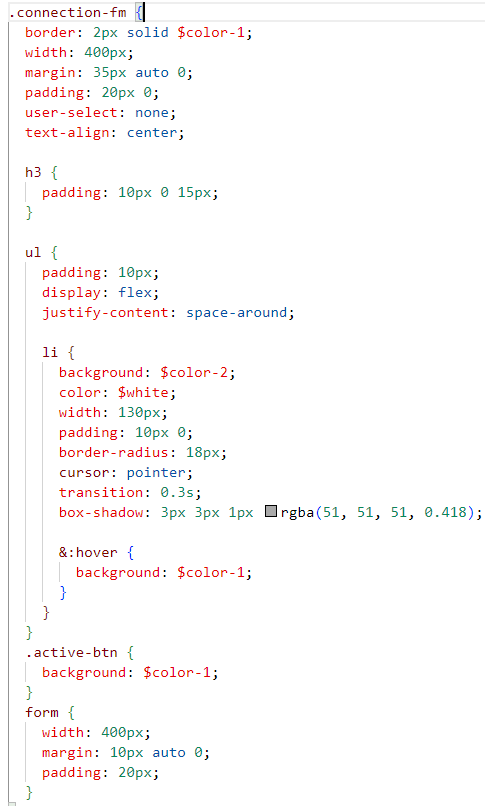 .connection-fm {
  border: 2px solid $color-1;
  width: 400px;
  margin: 35px auto 0;
  padding: 20px 0;
  user-select: none;
  text-align: center;

  h3 {
    padding: 10px 0 15px;
  }

  ul {
    padding: 10px;
    display: flex;
    justify-content: space-around;

    li {
      background: $color-2;
      color: $white;
      width: 130px;
      padding: 10px 0;
      border-radius: 18px;
      cursor: pointer;
      transition: 0.3s;
      box-shadow: 3px 3px 1px rgba(51, 51, 51, 0.418);

      &:hover {
        background: $color-1;
      }
    }
  }
  .active-btn {
    background: $color-1;
  }
  form {
    width: 400px;
    margin: 10px auto 0;
    padding: 20px;
  }